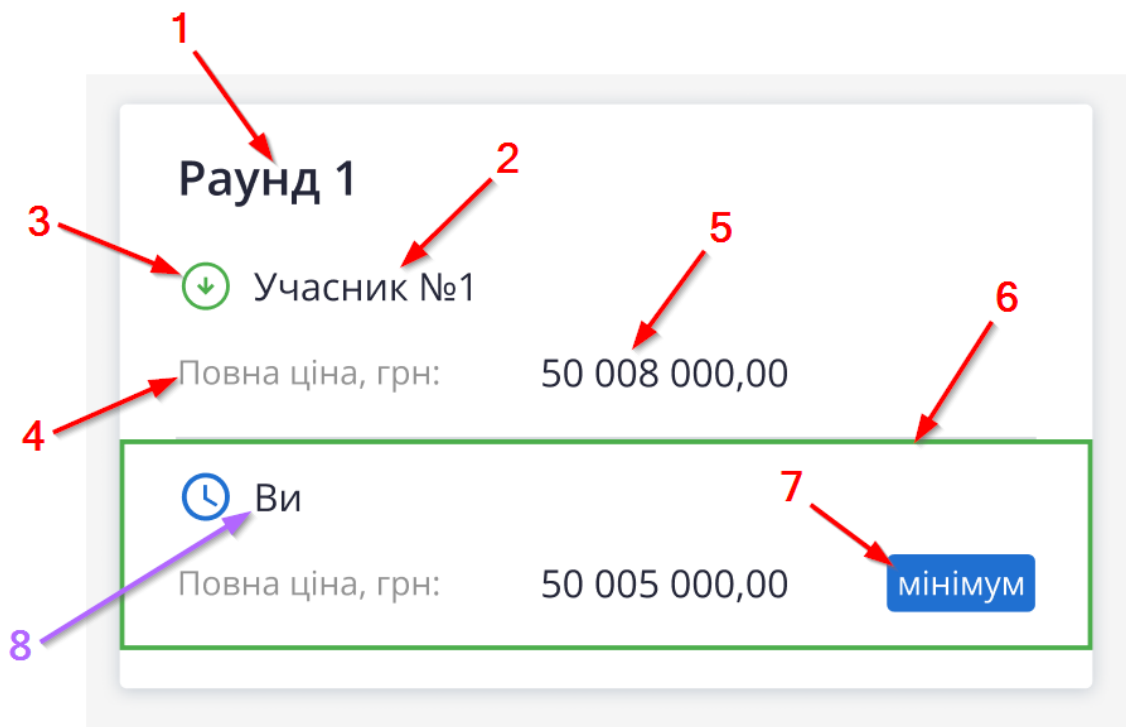 1
Раунд 1
2
3
Учасник №1
5
6
4
Повна ціна, грн: 50 008 000,00
7
Ви
8
Повна ціна, грн: 50 005 000,00 мінімум